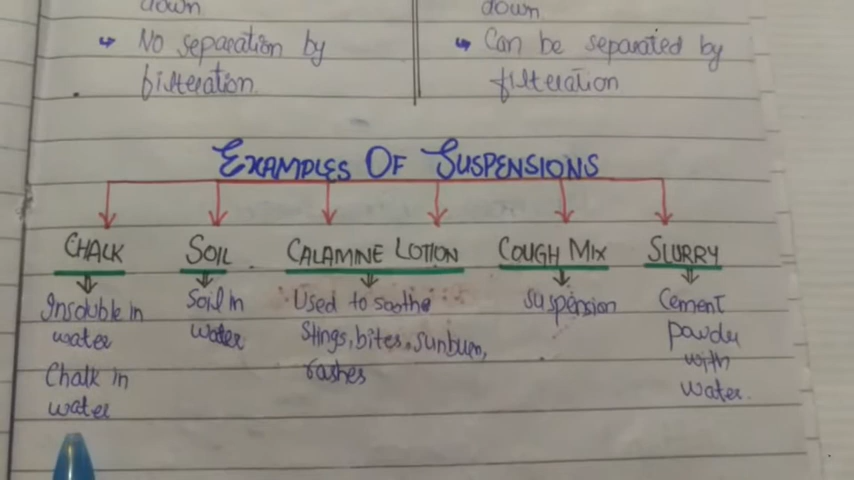 down
down
↪ No separation by
filteration.
↪ Can be separated by
filteration
EXAMPLES OF SUSPENSIONS
CHALK
SOIL
CALAMINE LOTION
COUGH MIX
SLURRY
Insoluble in
water
Chalk in
water
Soil in
water
Used to soothe
Stings, bites, sunburn,
rashes
suspension
Cement
powder
with
water.